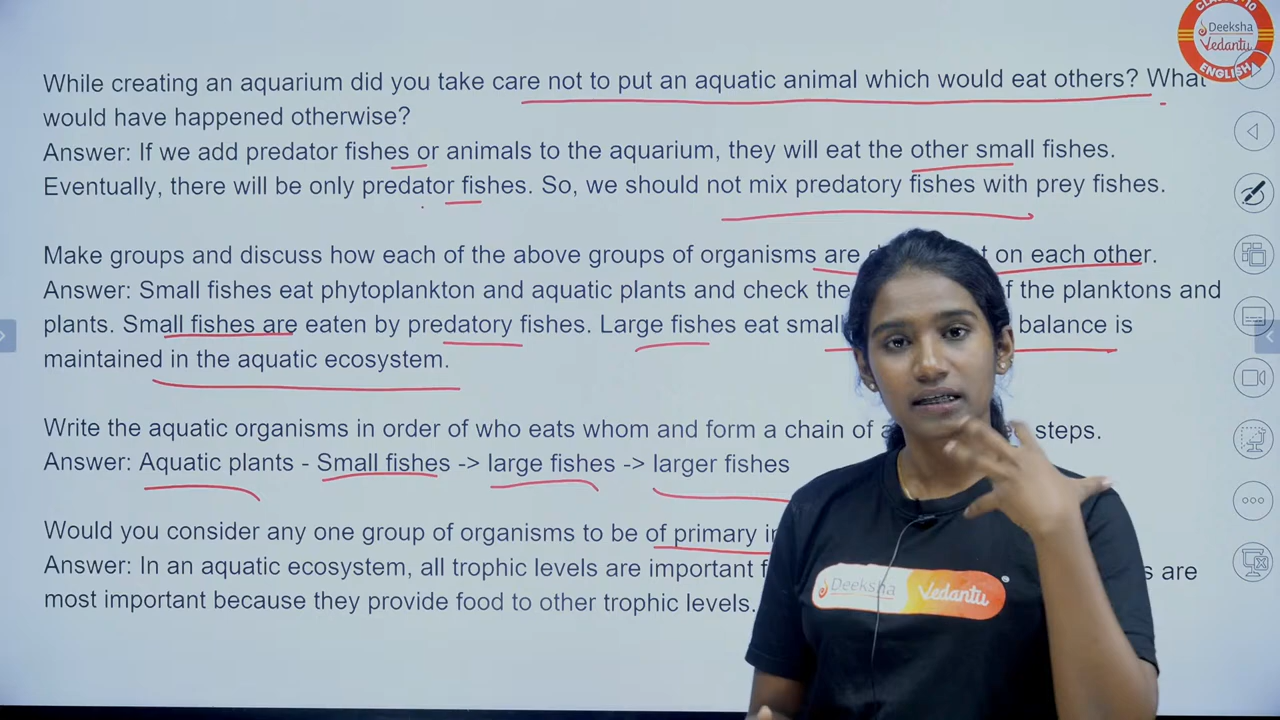 CLASS 10
Deeksha
Vedantu
ENGLISH
While creating an aquarium did you take care not to put an aquatic animal which would eat others? What
would have happened otherwise?
Answer: If we add predator fishes or animals to the aquarium, they will eat the other small fishes.
Eventually, there will be only predator fishes. So, we should not mix predatory fishes with prey fishes.
Make groups and discuss how each of the above groups of organisms are on each other.
Answer: Small fishes eat phytoplankton and aquatic plants and check the of the planktons and
plants. Small fishes are eaten by predatory fishes. Large fishes eat small balance is
maintained in the aquatic ecosystem.
Write the aquatic organisms in order of who eats whom and form a chain of steps.
Answer: Aquatic plants - Small fishes -> large fishes -> larger fishes
Would you consider any one group of organisms to be of primary
Answer: In an aquatic ecosystem, all trophic levels are important are
most important because they provide food to other trophic levels.
Deeksha Vedantu